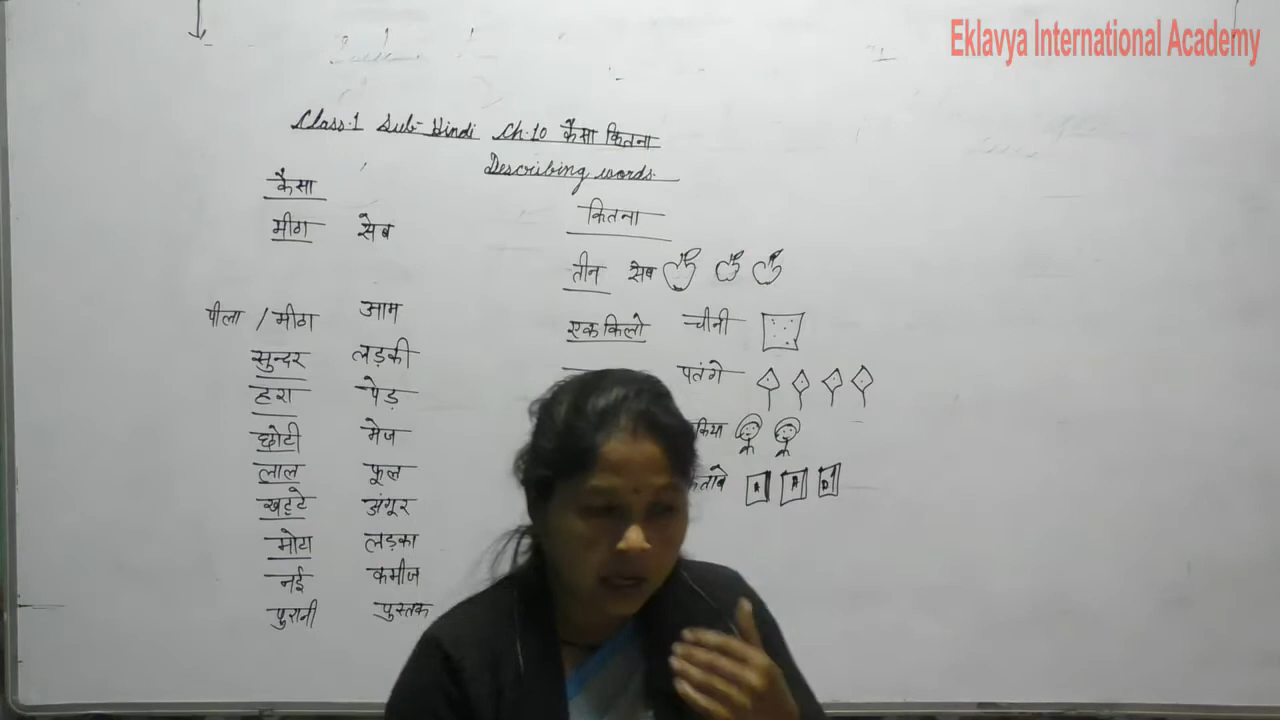 Eklavya International Academy
Class-1 Sub- Hindi Ch.10 कैसा कितना
Describing words.
कैसा
मीठा सेब
पीला / मीठा आम
सुन्दर लड़की
हरा पेड़
छोटी मेज
लाल फूल
खट्टे अंगूर
मोटा लड़का
नई कमीज
पुरानी पुस्तक
कितना
तीन सेब
एक किलो चीनी
पतंगे
A A D